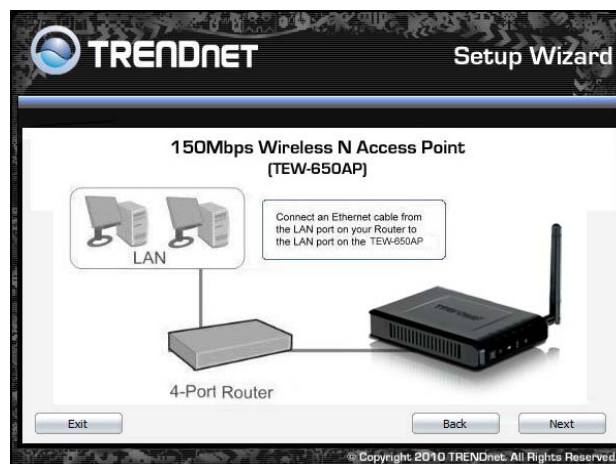 TRENDNET
Setup Wizard
150Mbps Wireless N Access Point
(TEW-650AP)
Connect an Ethernet cable from
the LAN port on your Router to
the LAN port on the TEW-650AP
LAN
TRENDNET
4-Port Router
Exit
Back
Next
© Copyright 2010 TRENDnet. All Rights Reserved